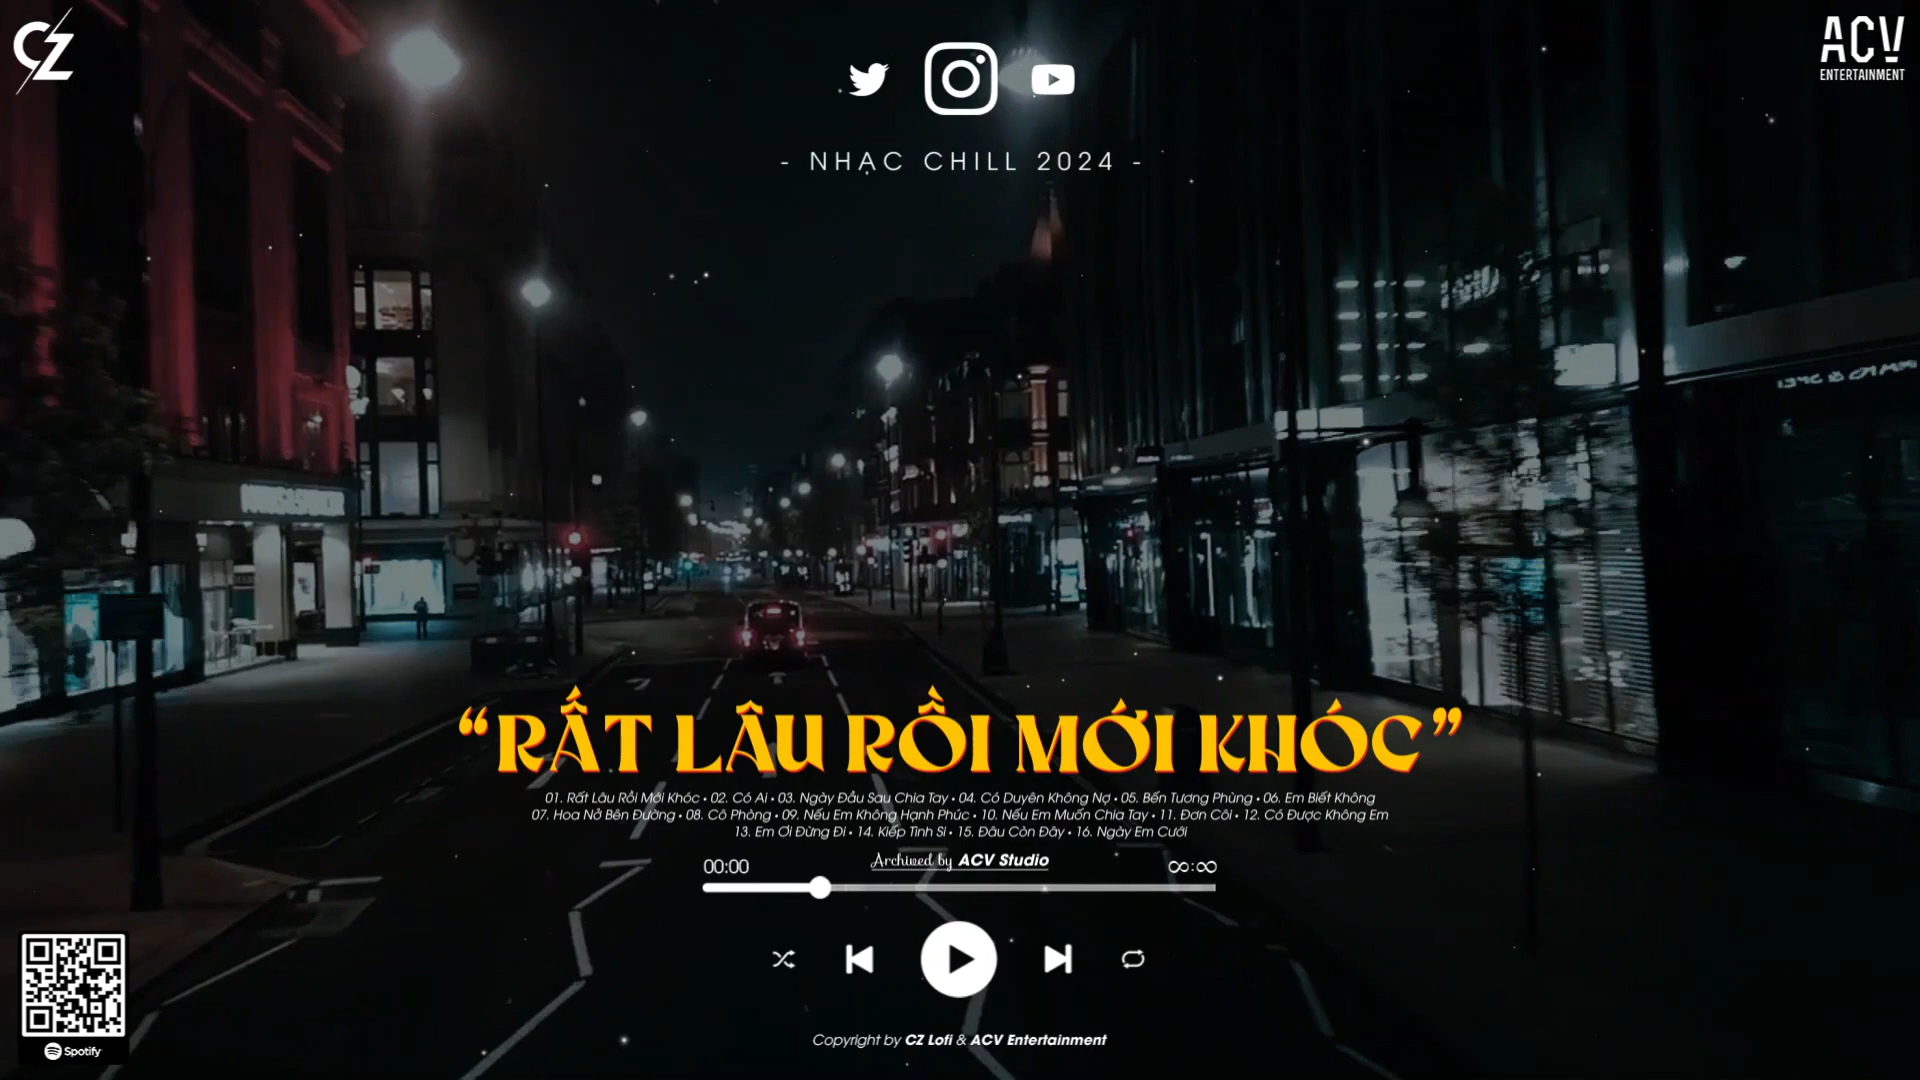 CZ
ACV
ENTERTAINMENT
- NHẠC CHILL 2024 -
“RẤT LÂU RỒI MỚI KHÓC”
01. Rất Lâu Rồi Mới Khóc • 02. Có Ai • 03. Ngày Đầu Sau Chia Tay • 04. Có Duyên Không Nợ • 05. Bến Tương Phùng • 06. Em Biết Không
07. Hoa Nở Bên Đường • 08. Cô Phòng • 09. Nếu Em Không Hạnh Phúc • 10. Nếu Em Muốn Chia Tay • 11. Đơn Côi • 12. Có Được Không Em
13. Em Ơi Đừng Đi • 14. Kiếp Tình Si • 15. Đâu Còn Đây • 16. Ngày Em Cưới
Archived by ACV Studio
00:00
∞:∞
Spotify
Copyright by CZ Lofi & ACV Entertainment